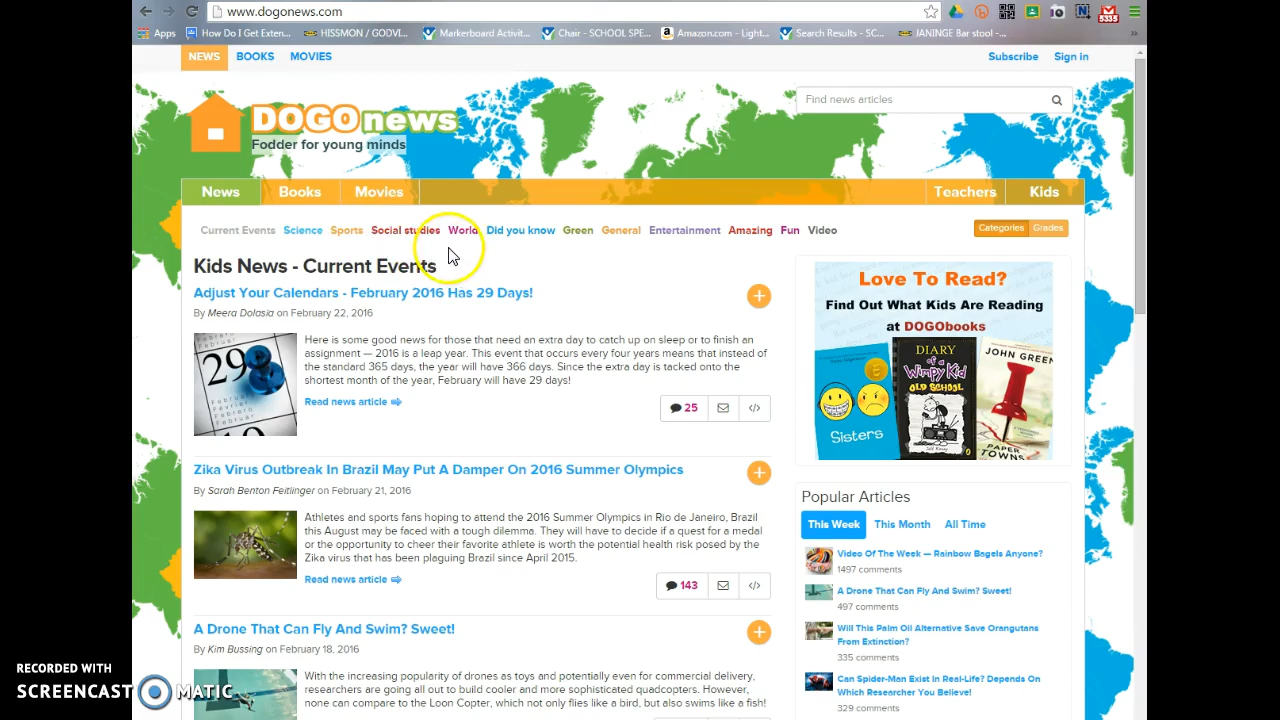 www.dogonews.com
5335
Apps How Do I Get Exten... HISSMON / GODVI... Markerboard Activit... Chair - SCHOOL SPE... Amazon.com - Light... Search Results - SC... JANINGE Bar stool -...
NEWS BOOKS MOVIES Subscribe Sign in
Find news articles
DOGOnews
Fodder for young minds
News Books Movies Teachers Kids
Current Events Science Sports Social studies World Did you know Green General Entertainment Amazing Fun Video Categories Grades
Kids News - Current Events
Adjust Your Calendars - February 2016 Has 29 Days!
By Meera Dolasia on February 22, 2016
Here is some good news for those that need an extra day to catch up on sleep or to finish an
assignment — 2016 is a leap year. This event that occurs every four years means that instead of
the standard 365 days, the year will have 366 days. Since the extra day is tacked onto the
shortest month of the year, February will have 29 days!
Read news article
25 </>
29
Love To Read?
Find Out What Kids Are Reading
at DOGObooks
Sisters
DIARY
of a
Wimpy Kid
OLD SCHOOL
JEFF KINNEY
JOHN GREEN
PAPER
TOWNS
Zika Virus Outbreak In Brazil May Put A Damper On 2016 Summer Olympics
By Sarah Benton Feitlinger on February 21, 2016
Athletes and sports fans hoping to attend the 2016 Summer Olympics in Rio de Janeiro, Brazil
this August may be faced with a tough dilemma. They will have to decide if a quest for a medal
or the opportunity to cheer their favorite athlete is worth the potential health risk posed by the
Zika virus that has been plaguing Brazil since April 2015.
Read news article
143 </>
A Drone That Can Fly And Swim? Sweet!
By Kim Bussing on February 18, 2016
With the increasing popularity of drones as toys and potentially even for commercial delivery,
researchers are going all out to build cooler and more sophisticated quadcopters. However,
none can compare to the Loon Copter, which not only flies like a bird, but also swims like a fish!
Popular Articles
This Week This Month All Time
Video Of The Week — Rainbow Bagels Anyone?
1497 comments
A Drone That Can Fly And Swim? Sweet!
497 comments
Will This Palm Oil Alternative Save Orangutans
From Extinction?
335 comments
Can Spider-Man Exist In Real-Life? Depends On
Which Researcher You Believe!
329 comments
RECORDED WITH
SCREENCAST MATIC